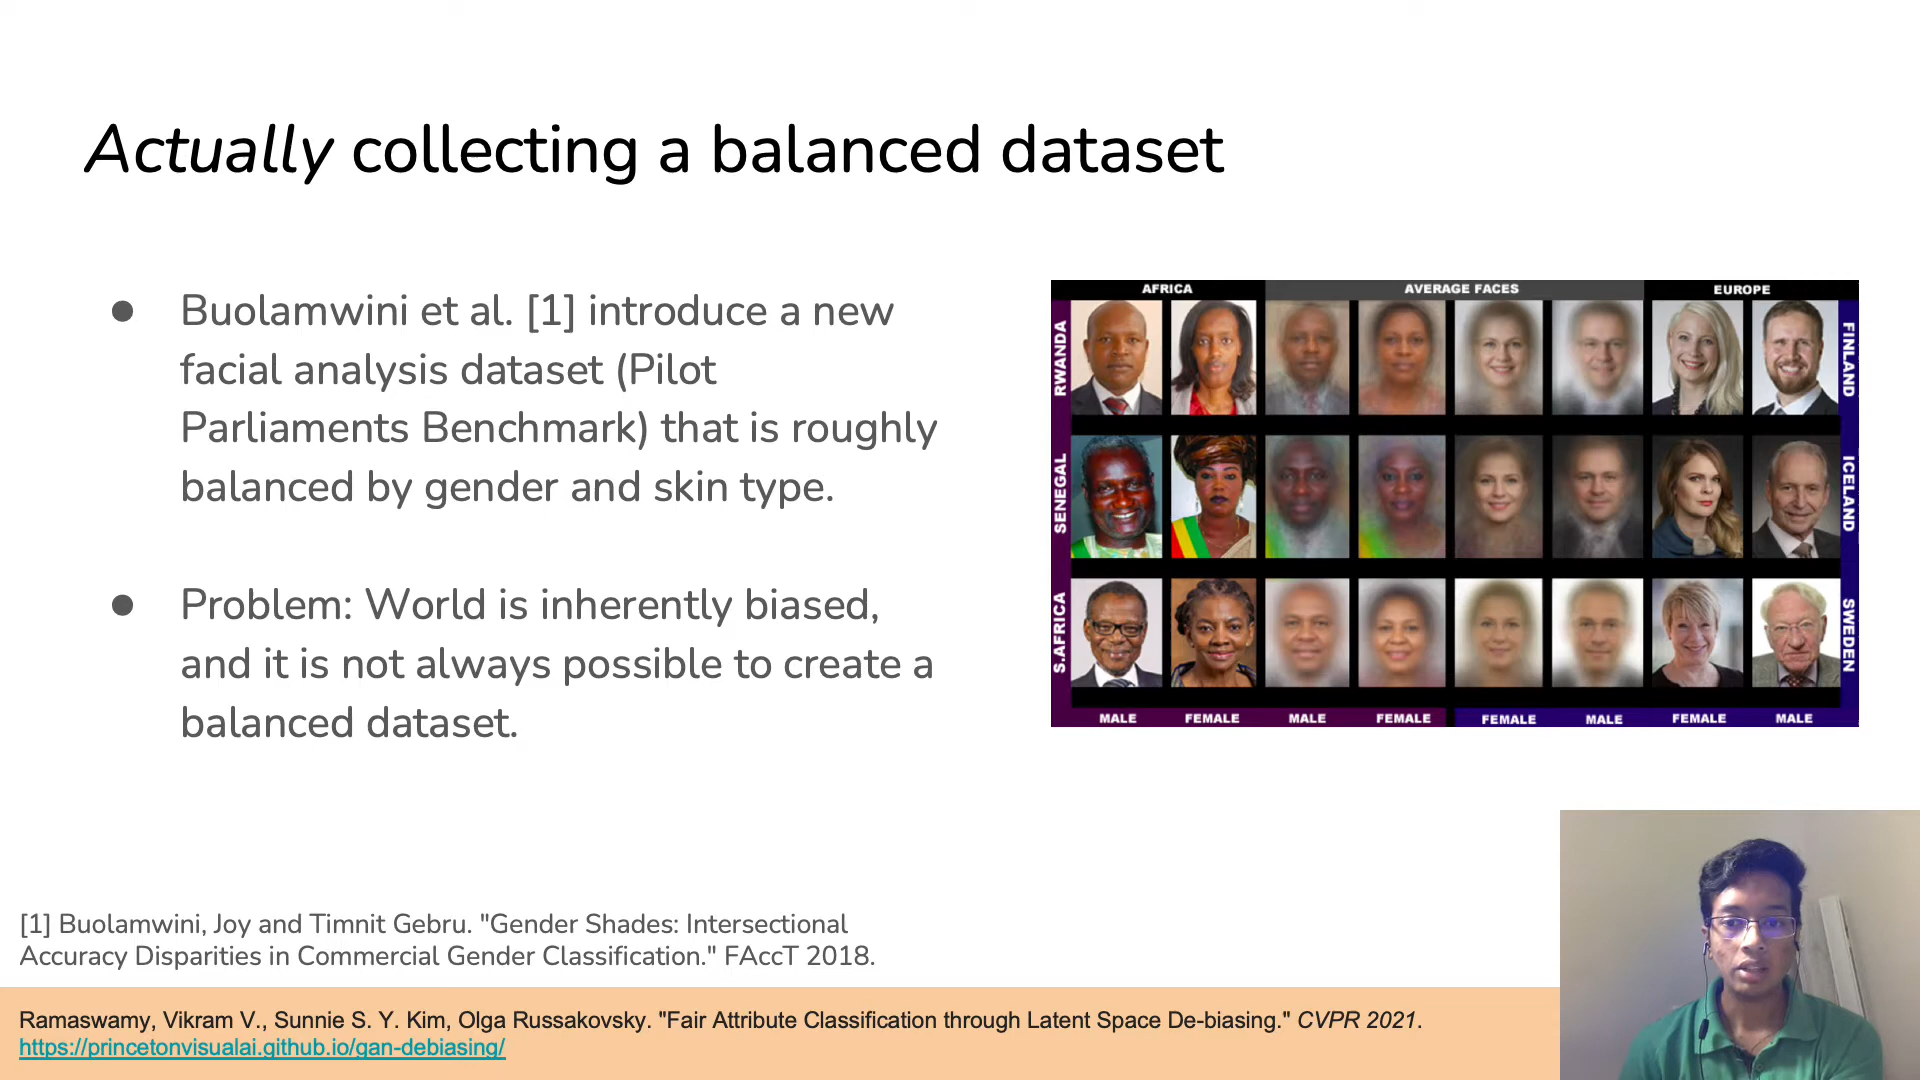 Actually collecting a balanced dataset
● Buolamwini et al. [1] introduce a new
facial analysis dataset (Pilot
Parliaments Benchmark) that is roughly
balanced by gender and skin type.
● Problem: World is inherently biased,
and it is not always possible to create a
balanced dataset.
AFRICA AVERAGE FACES EUROPE
RWANDA
FINLAND
SENEGAL
ICELAND
S.AFRICA
SWEDEN
MALE FEMALE MALE FEMALE FEMALE MALE FEMALE MALE
[1] Buolamwini, Joy and Timnit Gebru. "Gender Shades: Intersectional
Accuracy Disparities in Commercial Gender Classification." FAccT 2018.
Ramaswamy, Vikram V., Sunnie S. Y. Kim, Olga Russakovsky. "Fair Attribute Classification through Latent Space De-biasing." CVPR 2021.
https://princetonvisualai.github.io/gan-debiasing/